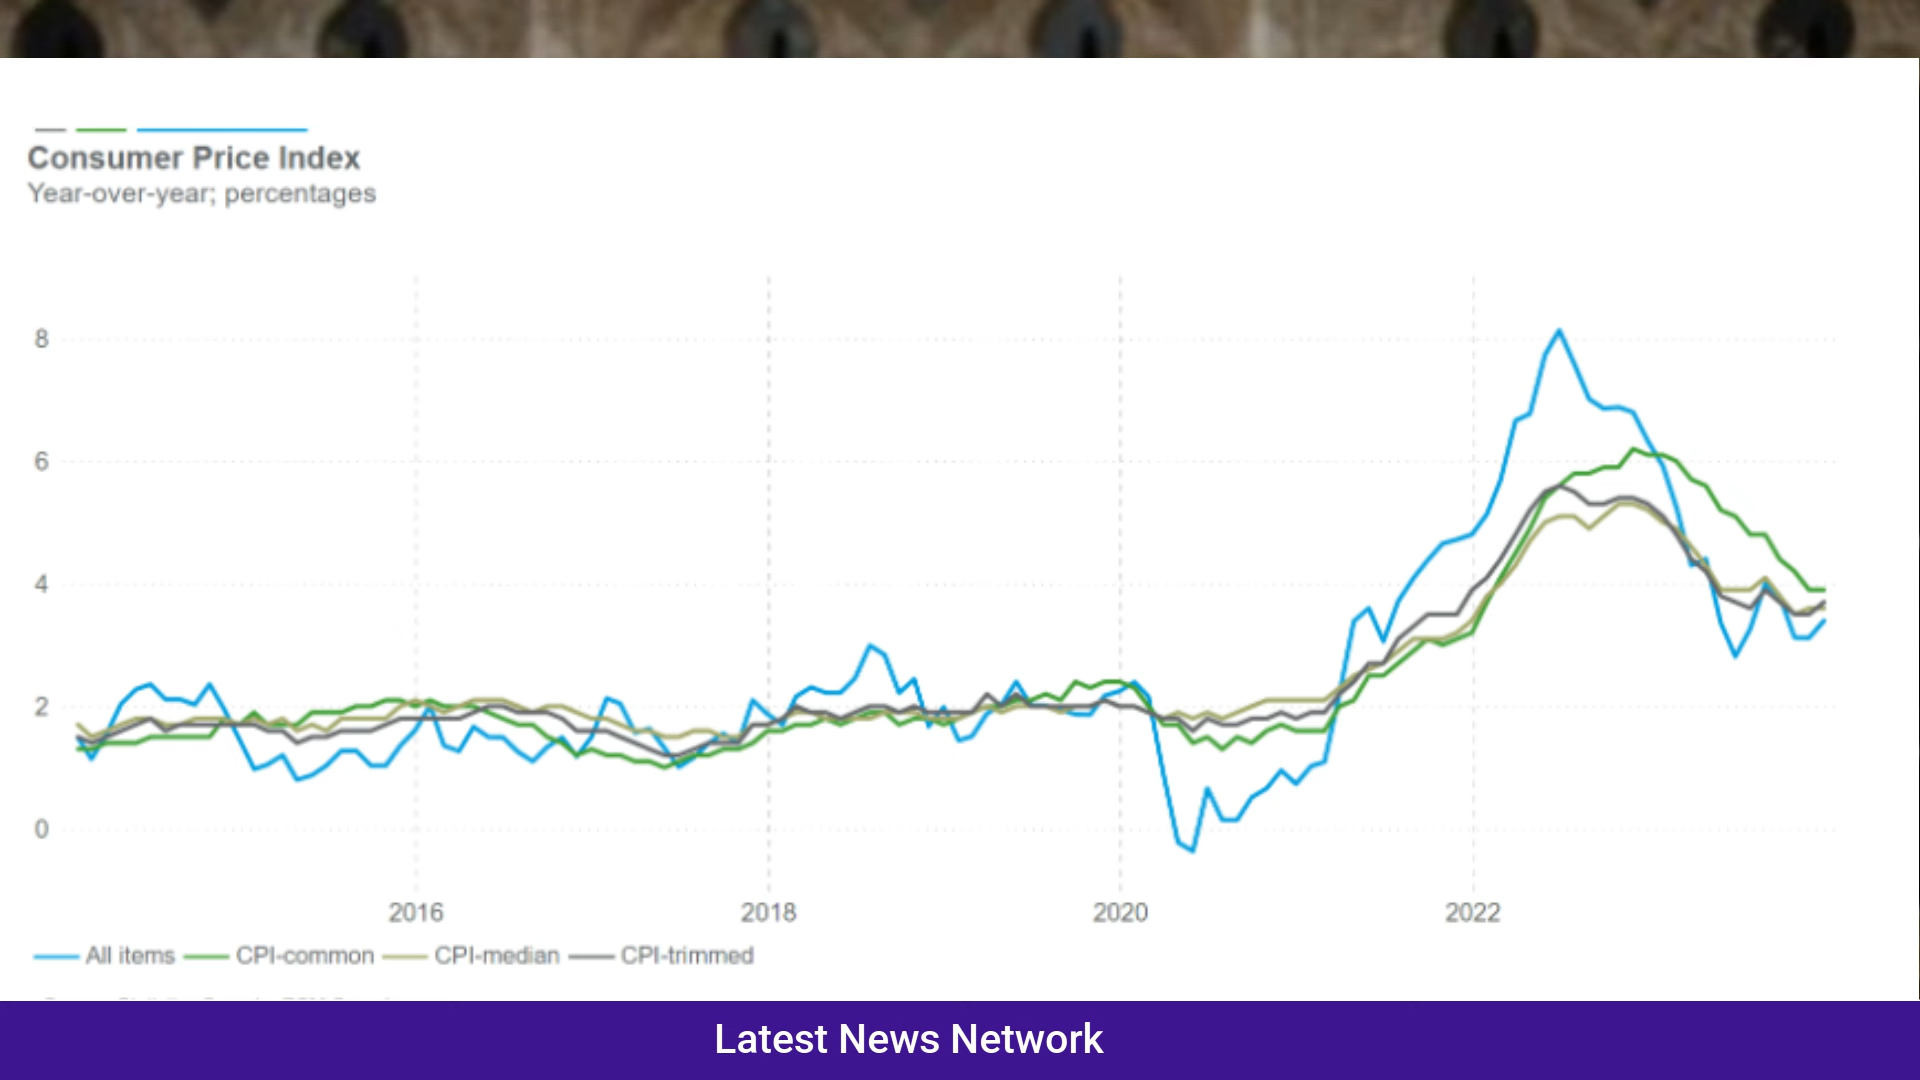 Consumer Price Index
Year-over-year; percentages
8
6
4
2
0
2016 2018 2020 2022
All items CPI-common CPI-median CPI-trimmed
Latest News Network